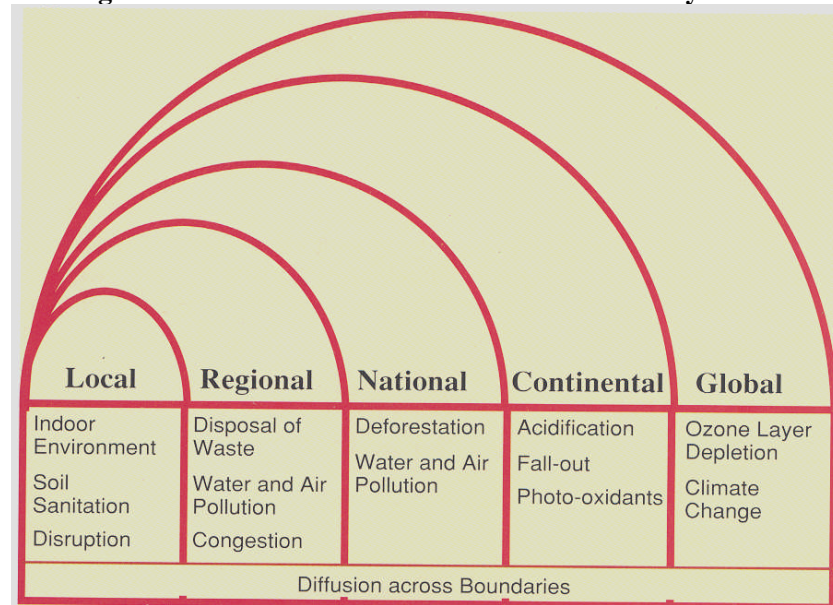 Local
Regional
National
Continental
Global
Indoor
Environment
Soil
Sanitation
Disruption
Disposal of
Waste
Water and Air
Pollution
Congestion
Deforestation
Water and Air
Pollution
Acidification
Fall-out
Photo-oxidants
Ozone Layer
Depletion
Climate
Change
Diffusion across Boundaries